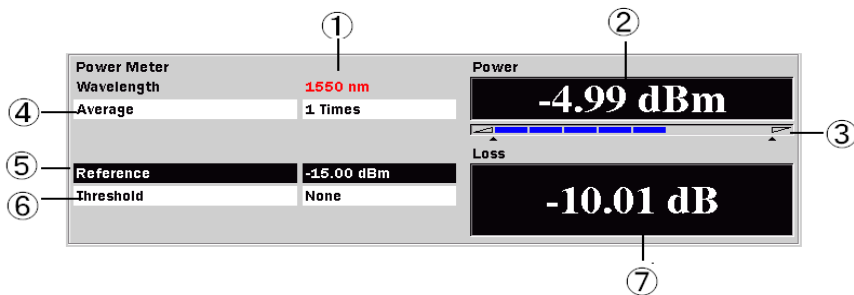 ① ②
Power Meter
Wavelength 1550 nm
④ Average 1 Times
⑤ Reference -15.00 dBm
⑥ Threshold None
Power
-4.99 dBm
③
Loss
-10.01 dB
⑦